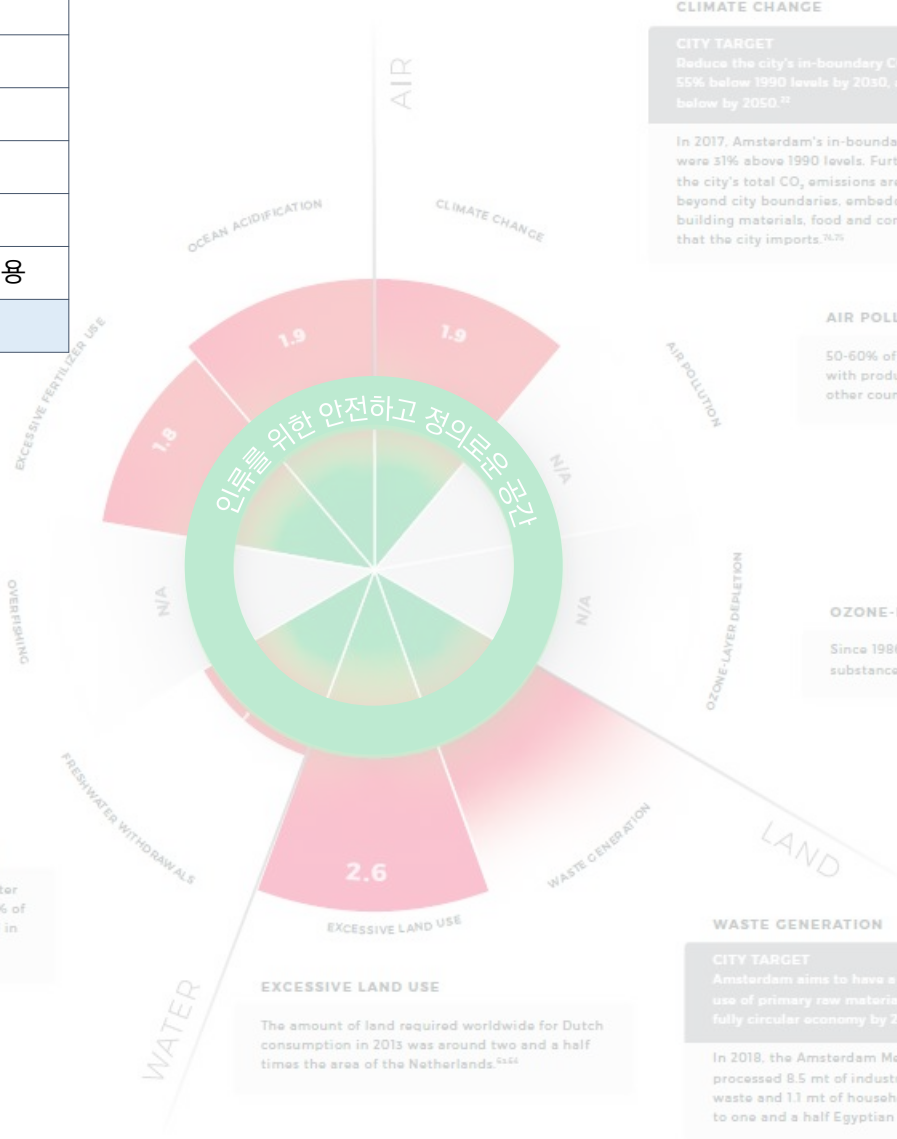 CLIMATE CHANGE
CITY TARGET
Reduce the city's in-boundary
55% below 1990 levels by 2030,
below by 2050.22
In 2017, Amsterdam's in-bounda
were 31% above 1990 levels. Furt
the city's total CO2 emissions are
beyond city boundaries, embed
building materials, food and con
that the city imports.
AIR
OCEAN ACIDIFICATION
CLIMATE CHANGE
용
EXCESSIVE FERTILIZER USE
1.9
1.9
AIR POLLUTION
AIR POLL
50-60% of
with produ
other coun
1.8
인류를 위한 안전하고 정의로운 공간
N/A
OVERFISHING
N/A
N/A
OZONE-LAYER DEPLETION
OZONE-
Since 198
substance
FRESHWATER WITHDRAWALS
WASTE GENERATION
LAND
2.6
EXCESSIVE LAND USE
ter
% of
in
WATER
EXCESSIVE LAND USE
The amount of land required worldwide for Dutch
consumption in 2013 was around two and a half
times the area of the Netherlands.
WASTE GENERATION
CITY TARGET
Amsterdam aims to have a
use of primary raw materia
fully circular economy by 2
In 2018, the Amsterdam Me
processed 8.5 mt of indust
waste and 1.1 mt of househ
to one and a half Egyptian